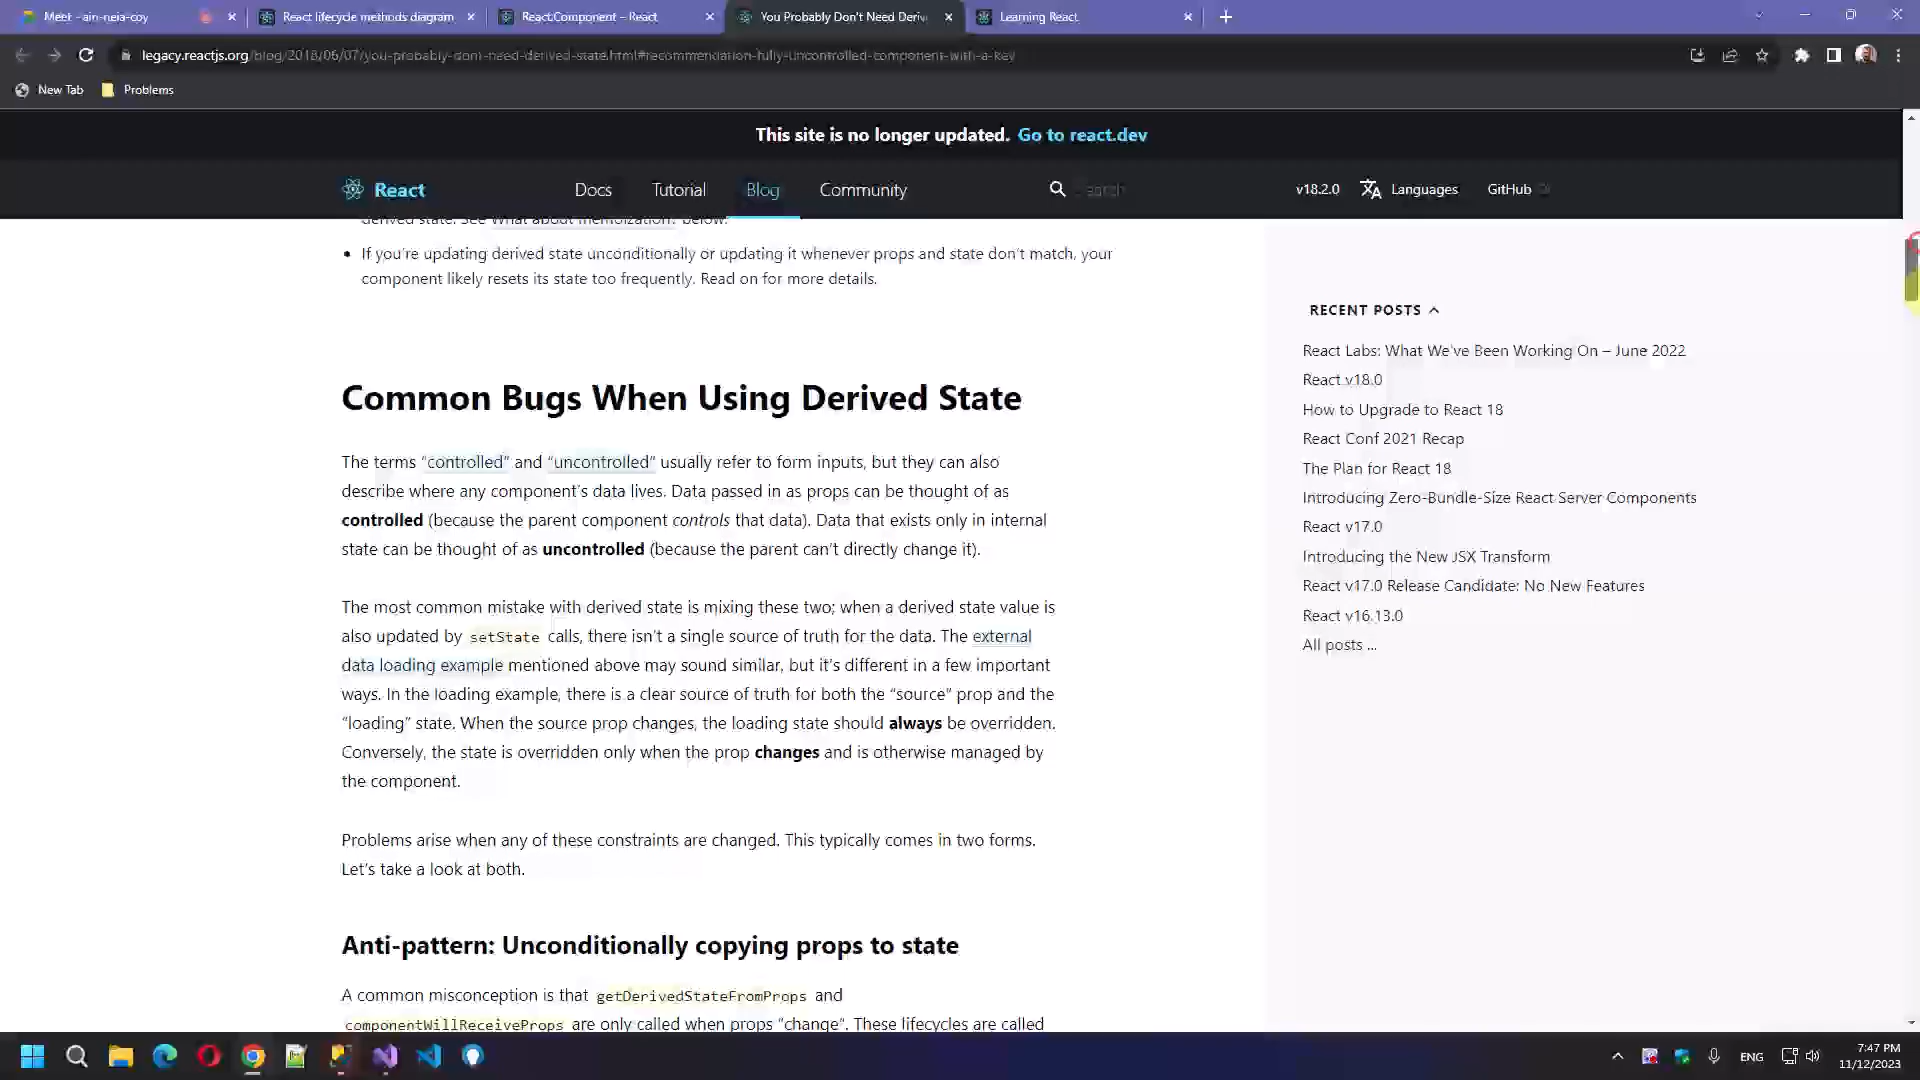 Meet - ain-neia-coy
React lifecycle methods diagram
React.Component – React
You Probably Don't Need Deriv
Learning React
legacy.reactjs.org/blog/2018/06/07/you-probably-dont-need-derived-state.html#recommendation-fully-uncontrolled-component-with-a-key
New Tab
Problems
This site is no longer updated. Go to react.dev
React
Docs
Tutorial
Blog
Community
Search
v18.2.0
Languages
GitHub
derived state. See What about memoization? below.
• If you’re updating derived state unconditionally or updating it whenever props and state don’t match, your
component likely resets its state too frequently. Read on for more details.
Common Bugs When Using Derived State
The terms “controlled” and “uncontrolled” usually refer to form inputs, but they can also
describe where any component’s data lives. Data passed in as props can be thought of as
controlled (because the parent component controls that data). Data that exists only in internal
state can be thought of as uncontrolled (because the parent can’t directly change it).
The most common mistake with derived state is mixing these two; when a derived state value is
also updated by setState calls, there isn’t a single source of truth for the data. The external
data loading example mentioned above may sound similar, but it’s different in a few important
ways. In the loading example, there is a clear source of truth for both the “source” prop and the
“loading” state. When the source prop changes, the loading state should always be overridden.
Conversely, the state is overridden only when the prop changes and is otherwise managed by
the component.
Problems arise when any of these constraints are changed. This typically comes in two forms.
Let’s take a look at both.
Anti-pattern: Unconditionally copying props to state
A common misconception is that getDerivedStateFromProps and
componentWillReceiveProps are only called when props “change”. These lifecycles are called
RECENT POSTS
React Labs: What We've Been Working On – June 2022
React v18.0
How to Upgrade to React 18
React Conf 2021 Recap
The Plan for React 18
Introducing Zero-Bundle-Size React Server Components
React v17.0
Introducing the New JSX Transform
React v17.0 Release Candidate: No New Features
React v16.13.0
All posts ...
ENG
7:47 PM
11/12/2023